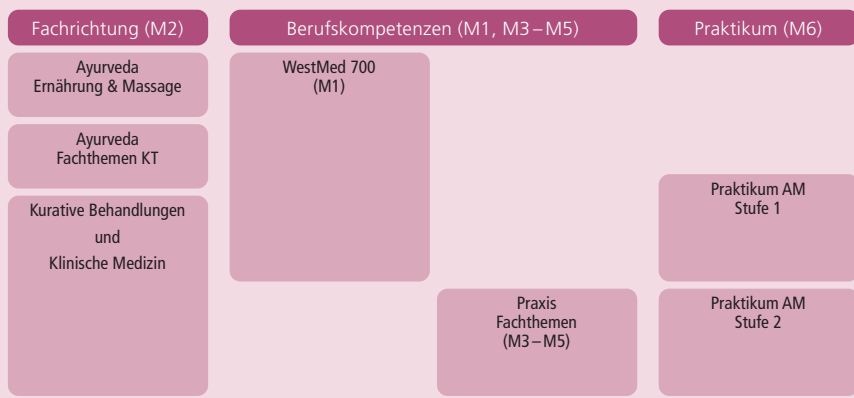 Fachrichtung (M2)
Berufskompetenzen (M1, M3–M5)
Praktikum (M6)
Ayurveda
Ernährung & Massage
Ayurveda
Fachthemen KT
Kurative Behandlungen
und
Klinische Medizin
WestMed 700
(M1)
Praxis
Fachthemen
(M3–M5)
Praktikum AM
Stufe 1
Praktikum AM
Stufe 2